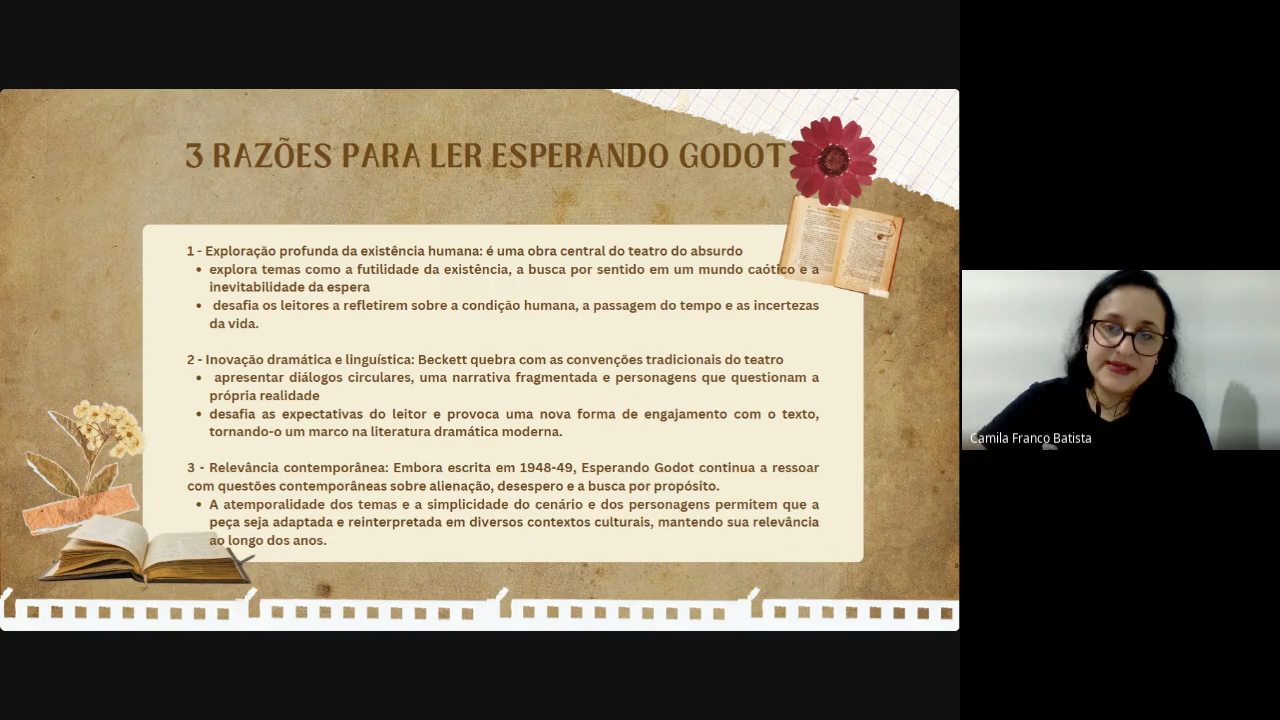 3 RAZÕES PARA LER ESPERANDO GODOT
1 - Exploração profunda da existência humana: é uma obra central do teatro do absurdo
• explora temas como a futilidade da existência, a busca por sentido em um mundo caótico e a
inevitabilidade da espera
• desafia os leitores a refletirem sobre a condição humana, a passagem do tempo e as incertezas
da vida.
2 - Inovação dramática e linguística: Beckett quebra com as convenções tradicionais do teatro
• apresentar diálogos circulares, uma narrativa fragmentada e personagens que questionam a
própria realidade
• desafia as expectativas do leitor e provoca uma nova forma de engajamento com o texto,
tornando-o um marco na literatura dramática moderna.
3 - Relevância contemporânea: Embora escrita em 1948-49, Esperando Godot continua a ressoar
com questões contemporâneas sobre alienação, desespero e a busca por propósito.
• A atemporalidade dos temas e a simplicidade do cenário e dos personagens permitem que a
peça seja adaptada e reinterpretada em diversos contextos culturais, mantendo sua relevância
ao longo dos anos.
Camila Franco Batista